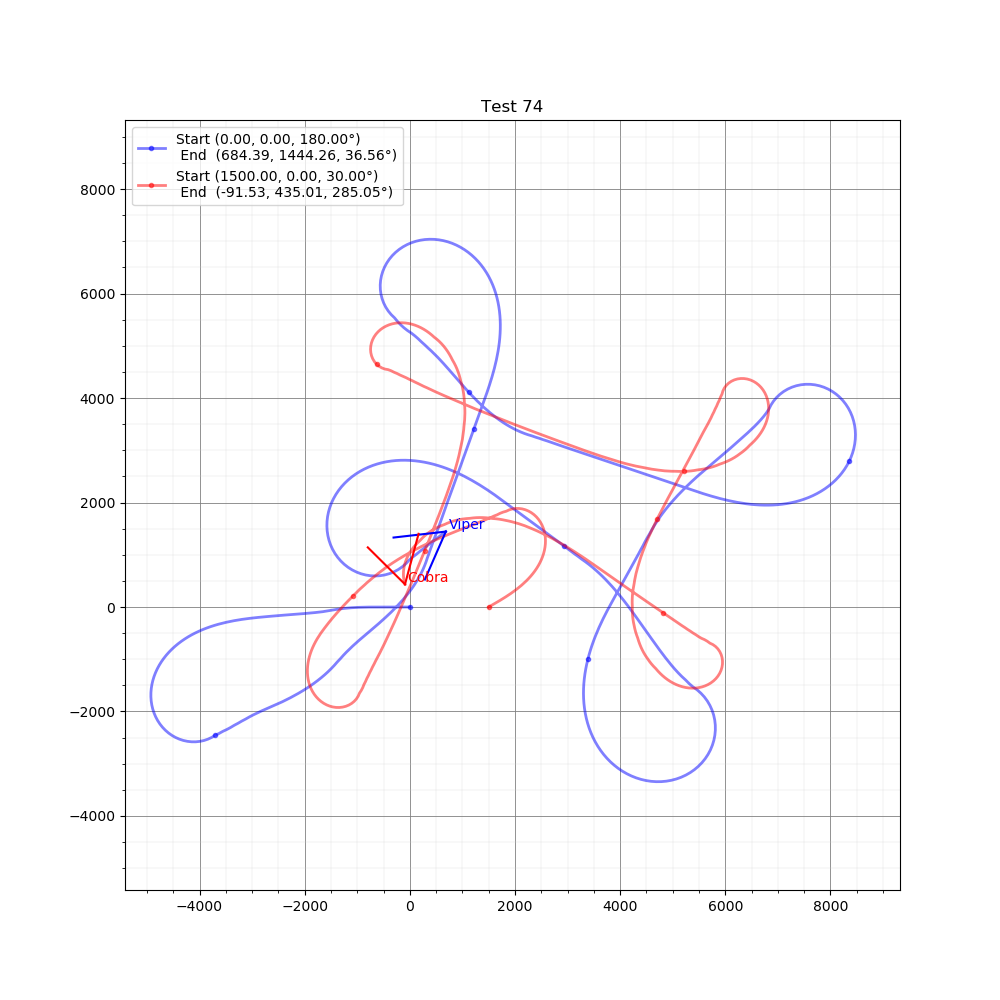 Test 74
Start (0.00, 0.00, 180.00°)
End (684.39, 1444.26, 36.56°)
Start (1500.00, 0.00, 30.00°)
End (-91.53, 435.01, 285.05°)
8000
6000
4000
2000
0
−2000
−4000
Viper
Cobra
−4000 −2000 0 2000 4000 6000 8000